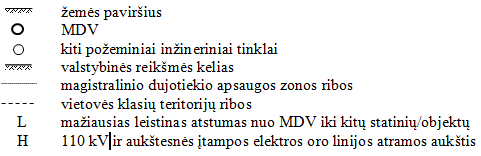 žemės paviršius
MDV
kiti požeminiai inžineriniai tinklai
valstybinės reikšmės kelias
magistralinio dujotiekio apsaugos zonos ribos
vietovės klasių teritorijų ribos
L mažiausias leistinas atstumas nuo MDV iki kitų statinių/objektų
H 110 kV ir aukštesnės įtampos elektros oro linijos atramos aukštis